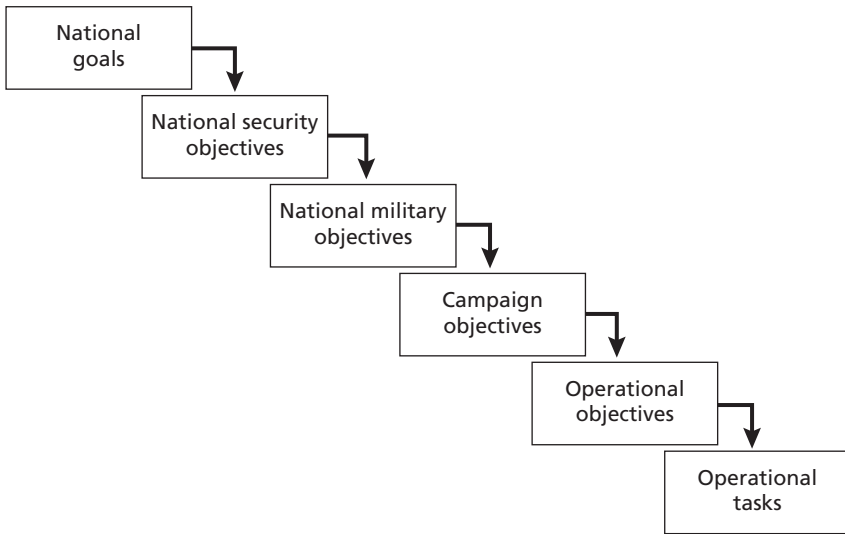 National
goals
National security
objectives
National military
objectives
Campaign
objectives
Operational
objectives
Operational
tasks